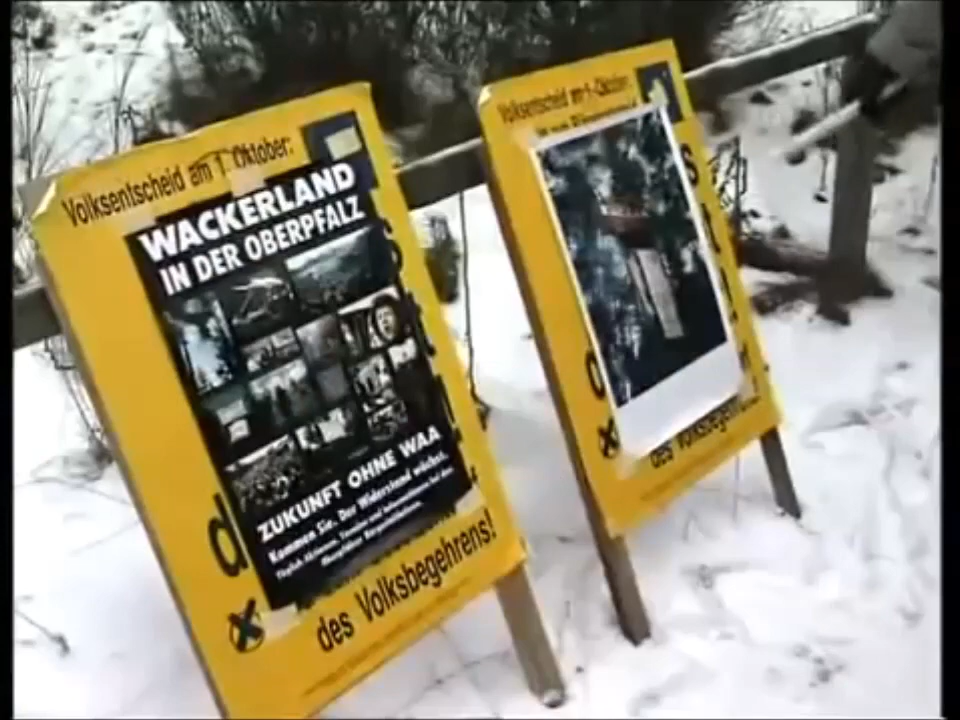 Volksentscheid am 1. Oktober:
WACKERLAND
IN DER OBERPFALZ
ZUKUNFT OHNE WAA
Kommen Sie. Der Widerstand wächst.
des Volksbegehrens!
Volksentscheid am 1. Oktober:
des Volksbegehrens!